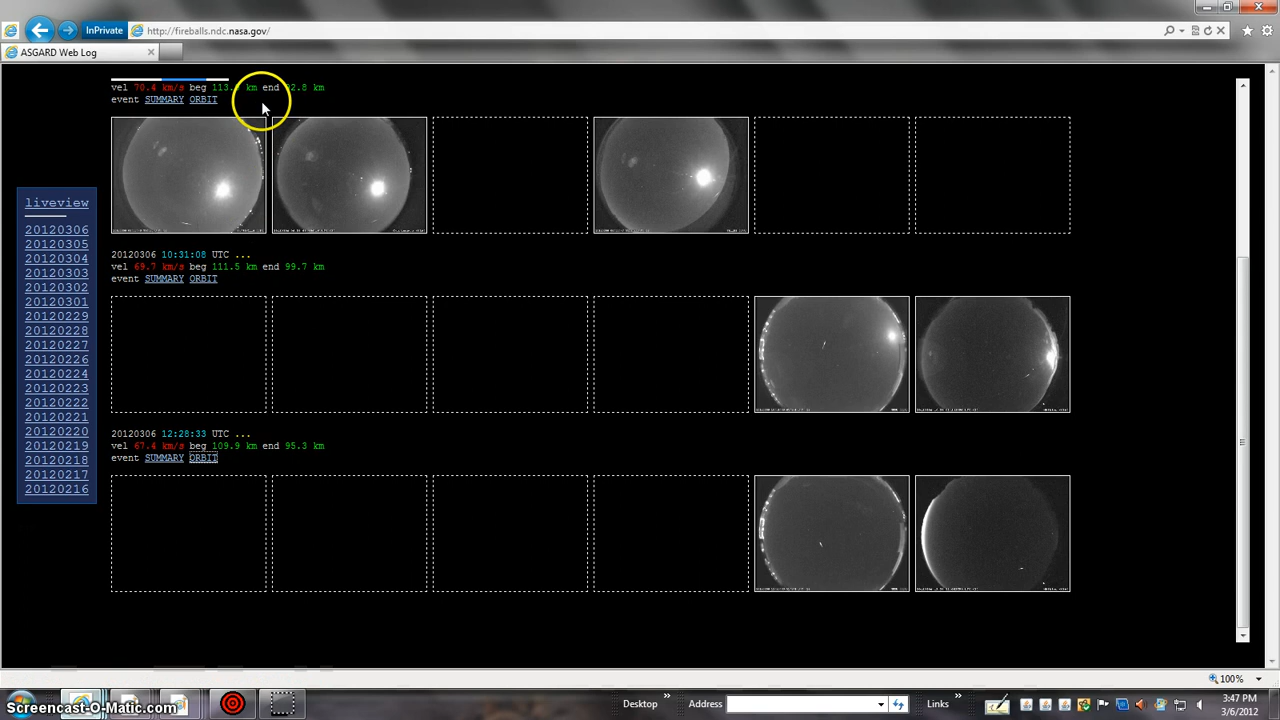 InPrivate
http://fireballs.ndc.nasa.gov/
ASGARD Web Log
vel 70.4 km/s beg km end km
event SUMMARY ORBIT
liveview
20120306
20120305
20120304
20120303
20120302
20120301
20120229
20120228
20120227
20120226
20120224
20120223
20120222
20120221
20120220
20120219
20120218
20120217
20120216
20120306 10:31:08 UTC ...
vel 69.7 km/s beg 111.5 km end 99.7 km
event SUMMARY ORBIT
20120306 12:28:33 UTC ...
vel 67.4 km/s beg 109.9 km end 95.3 km
event SUMMARY ORBIT
100%
Screencast-O-Matic.com
Desktop
Address
Links
3:47 PM
3/6/2012